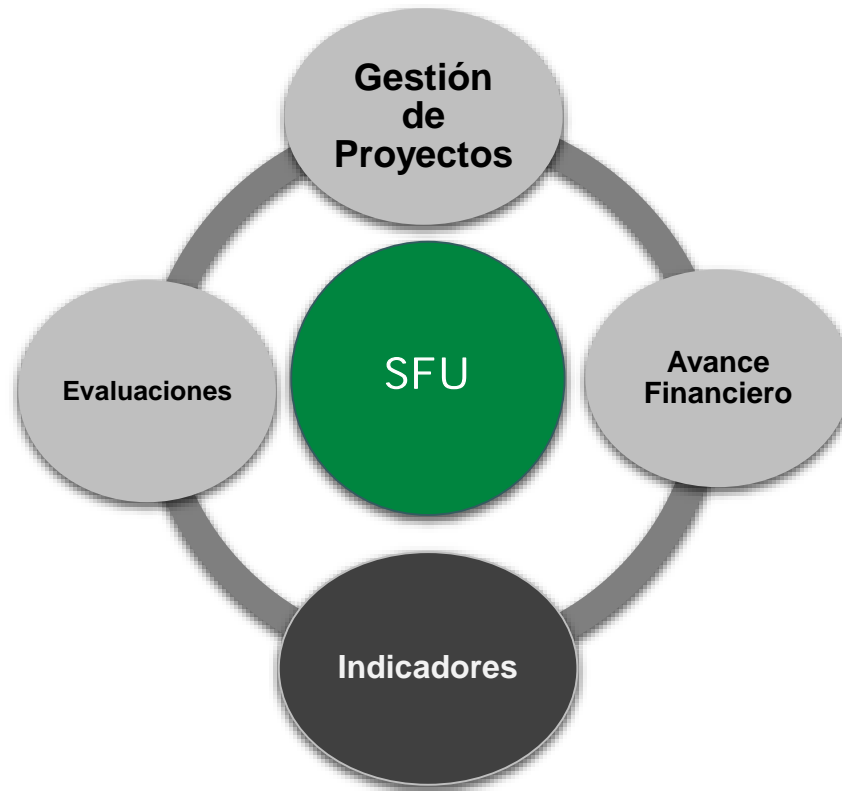 Gestión
de
Proyectos
SFU
Evaluaciones
Avance
Financiero
Indicadores